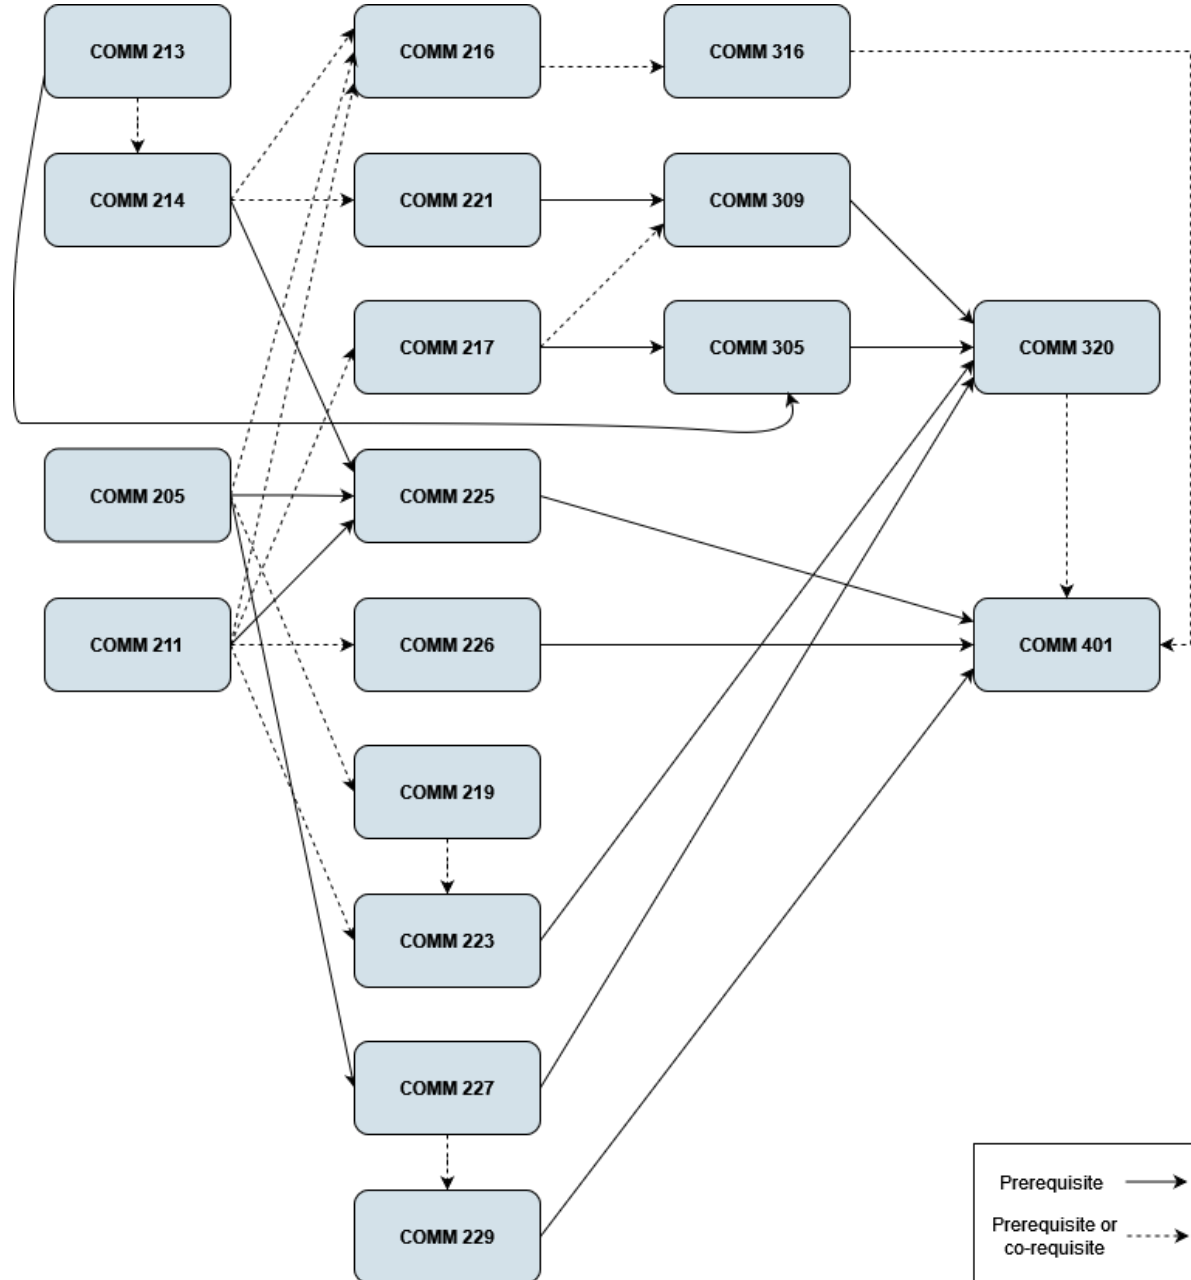 COMM 213
COMM 216
COMM 316
COMM 214
COMM 221
COMM 309
COMM 217
COMM 305
COMM 320
COMM 205
COMM 225
COMM 211
COMM 226
COMM 401
COMM 219
COMM 223
COMM 227
COMM 229
Prerequisite
Prerequisite or
co-requisite